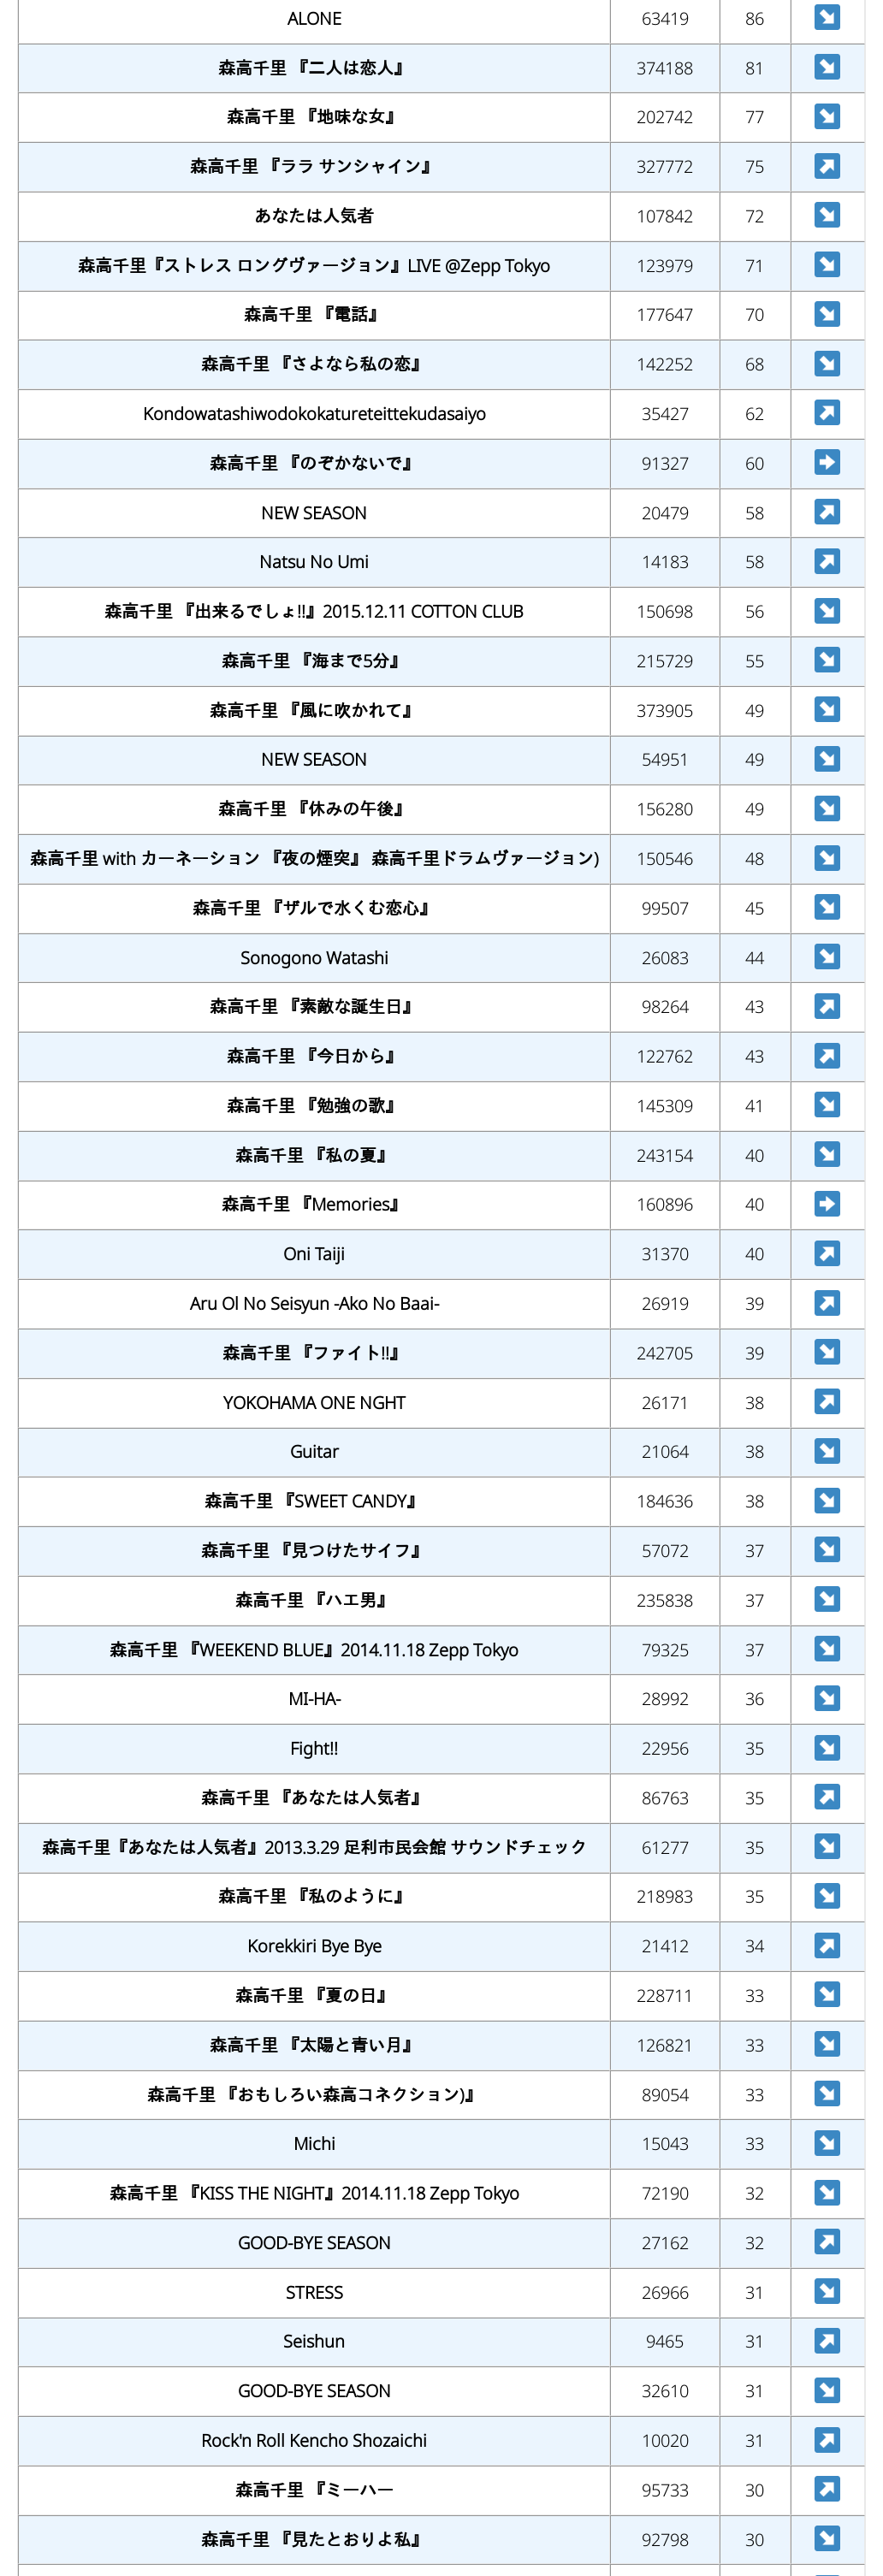 ALONE 63419 86
森高千里 『二人は恋人』 374188 81
森高千里 『地味な女』 202742 77
森高千里 『ララ サンシャイン』 327772 75
あなたは人気者 107842 72
森高千里『ストレス ロングヴァージョン』LIVE @Zepp Tokyo 123979 71
森高千里 『電話』 177647 70
森高千里 『さよなら私の恋』 142252 68
Kondowatashiwodokokatureteittekudasaiyo 35427 62
森高千里 『のぞかないで』 91327 60
NEW SEASON 20479 58
Natsu No Umi 14183 58
森高千里 『出来るでしょ!!』2015.12.11 COTTON CLUB 150698 56
森高千里 『海まで5分』 215729 55
森高千里 『風に吹かれて』 373905 49
NEW SEASON 54951 49
森高千里 『休みの午後』 156280 49
森高千里 with カーネーション 『夜の煙突』 森高千里ドラムヴァージョン) 150546 48
森高千里 『ザルで水くむ恋心』 99507 45
Sonogono Watashi 26083 44
森高千里 『素敵な誕生日』 98264 43
森高千里 『今日から』 122762 43
森高千里 『勉強の歌』 145309 41
森高千里 『私の夏』 243154 40
森高千里 『Memories』 160896 40
Oni Taiji 31370 40
Aru Ol No Seisyun -Ako No Baai- 26919 39
森高千里 『ファイト!!』 242705 39
YOKOHAMA ONE NGHT 26171 38
Guitar 21064 38
森高千里 『SWEET CANDY』 184636 38
森高千里 『見つけたサイフ』 57072 37
森高千里 『ハエ男』 235838 37
森高千里 『WEEKEND BLUE』2014.11.18 Zepp Tokyo 79325 37
MI-HA- 28992 36
Fight!! 22956 35
森高千里 『あなたは人気者』 86763 35
森高千里『あなたは人気者』2013.3.29 足利市民会館 サウンドチェック 61277 35
森高千里 『私のように』 218983 35
Korekkiri Bye Bye 21412 34
森高千里 『夏の日』 228711 33
森高千里 『太陽と青い月』 126821 33
森高千里 『おもしろい森高コネクション)』 89054 33
Michi 15043 33
森高千里 『KISS THE NIGHT』2014.11.18 Zepp Tokyo 72190 32
GOOD-BYE SEASON 27162 32
STRESS 26966 31
Seishun 9465 31
GOOD-BYE SEASON 32610 31
Rock'n Roll Kencho Shozaichi 10020 31
森高千里 『ミーハー 95733 30
森高千里 『見たとおりよ私』 92798 30